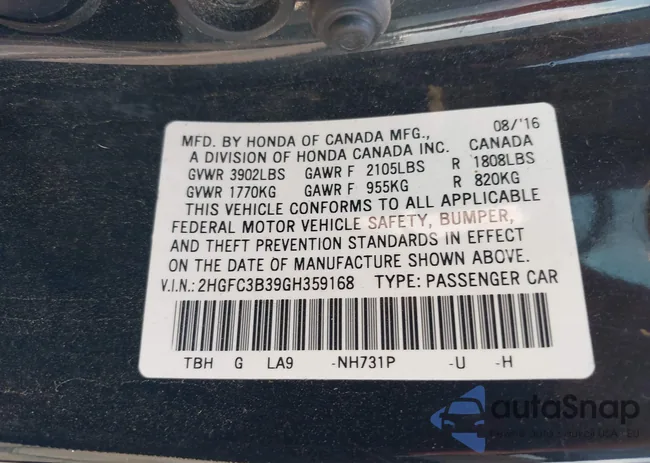 08/'16
MFD. BY HONDA OF CANADA MFG., CANADA
A DIVISION OF HONDA CANADA INC.
GVWR 3902LBS GAWR F 2105LBS R 1808LBS
GVWR 1770KG GAWR F 955KG R 820KG
THIS VEHICLE CONFORMS TO ALL APPLICABLE
FEDERAL MOTOR VEHICLE SAFETY, BUMPER,
AND THEFT PREVENTION STANDARDS IN EFFECT
ON THE DATE OF MANUFACTURE SHOWN ABOVE.
V.I.N.: 2HGFC3B39GH359168 TYPE: PASSENGER CAR
TBH G LA9 -NH731P -U -H
autoSnap